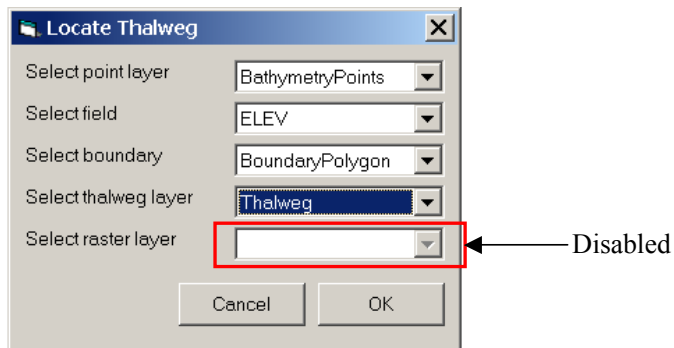 Locate Thalweg
Select point layer BathymetryPoints
Select field ELEV
Select boundary BoundaryPolygon
Select thalweg layer Thalweg
Select raster layer
Disabled
Cancel OK